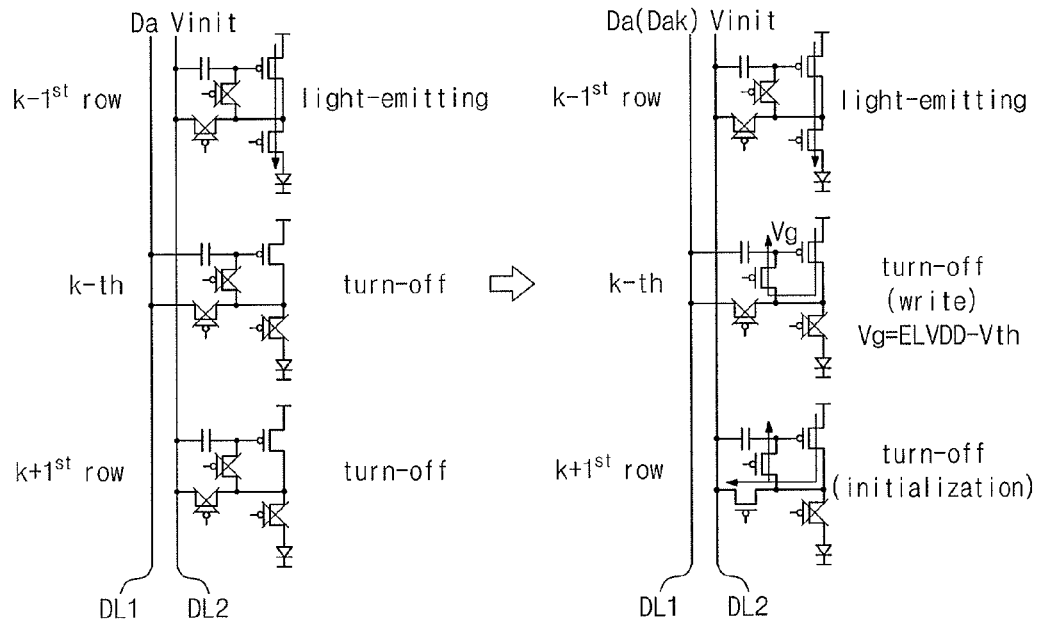 Da Vinit
k-1st row
light-emitting
k-th
turn-off
k+1st row
turn-off
DL1
DL2
Da(Dak) Vinit
k-1st row
light-emitting
Vg
k-th
turn-off
(write)
Vg=ELVDD-Vth
k+1st row
turn-off
(initialization)
DL1
DL2